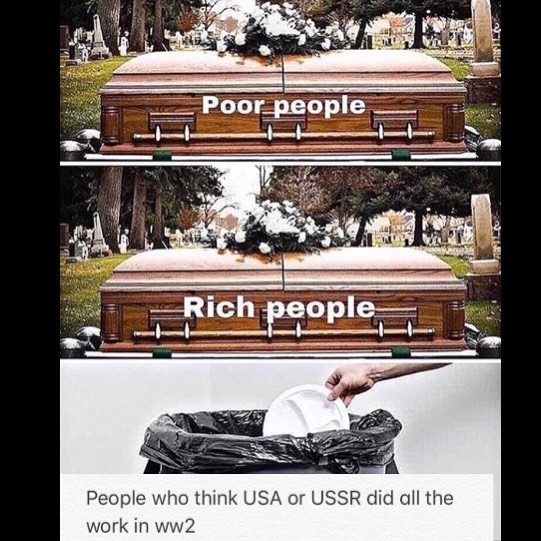 Poor people
Rich people
People who think USA or USSR did all the
work in ww2